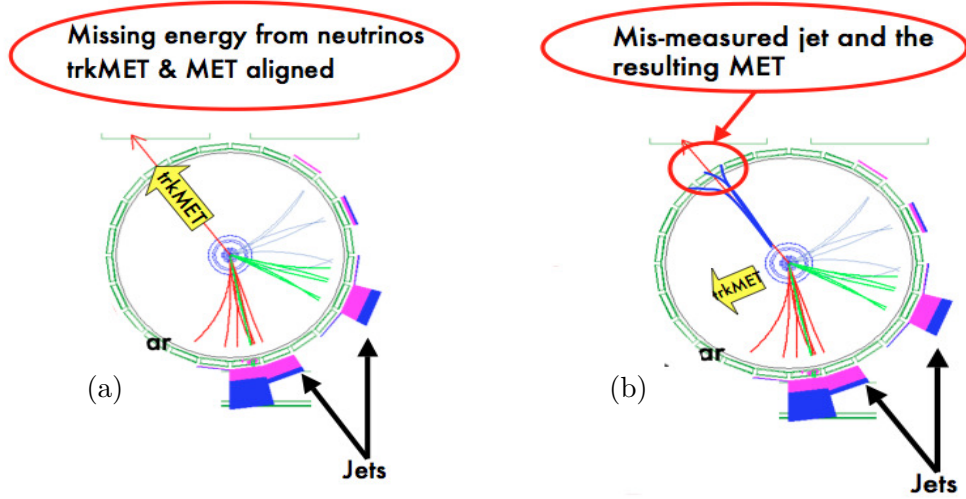 Missing energy from neutrinos
trkMET & MET aligned
trkMET
ar
(a)
Jets
Mis-measured jet and the
resulting MET
trkMET
ar
(b)
Jets